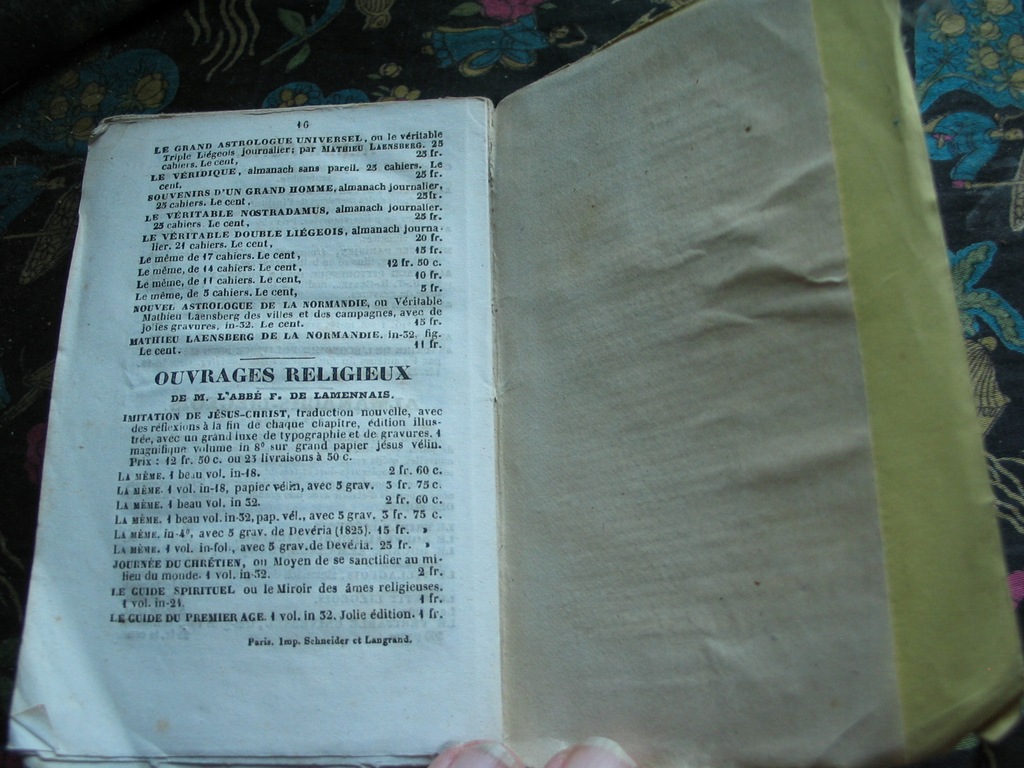 16
LE GRAND ASTROLOGUE UNIVERSEL, ou le véritable
Triple Liégeois journalier; par MATHIEU LAENSBERG. 25
cahiers. Le cent, 25 fr.
LE VÉRIDIQUE, almanach sans pareil. 25 cahiers. Le
cent, 25 fr.
SOUVENIRS D'UN GRAND HOMME, almanach journalier,
25 cahiers. Le cent, 25 fr.
LE VÉRITABLE NOSTRADAMUS, almanach journalier.
25 cahiers. Le cent, 25 fr.
LE VÉRITABLE DOUBLE LIÉGEOIS, almanach journa-
lier. 21 cahiers. Le cent, 20 fr.
Le même de 17 cahiers. Le cent, 15 fr.
Le même, de 14 cahiers. Le cent, 12 fr. 50 c.
Le même, de 11 cahiers. Le cent, 10 fr.
Le même, de 5 cahiers. Le cent, 5 fr.
NOUVEL ASTROLOGUE DE LA NORMANDIE, ou Véritable
Mathieu Laensberg des villes et des campagnes, avec de
jolies gravures, in-32. Le cent. 15 fr.
MATHIEU LAENSBERG DE LA NORMANDIE. in-32, fig.
Le cent. 11 fr.
OUVRAGES RELIGIEUX
DE M. L'ABBÉ F. DE LAMENNAIS.
IMITATION DE JÉSUS-CHRIST, traduction nouvelle, avec
des réflexions à la fin de chaque chapitre, édition illus-
trée, avec un grand luxe de typographie et de gravures. 1
magnifique volume in 8° sur grand papier jésus vélin.
Prix : 12 fr. 50 c. ou 25 livraisons à 50 c.
LA MÊME. 1 beau vol. in-18. 2 fr. 60 c.
LA MÊME. 1 vol. in-18, papier vélin, avec 5 grav. 3 fr. 75 c.
LA MÊME. 1 beau vol. in 32. 2 fr. 60 c.
LA MÊME. 1 beau vol. in-32, pap. vél., avec 5 grav. 3 fr. 75 c.
LA MÊME. in-4°, avec 5 grav. de Devéria (1825). 15 fr. »
LA MÊME. 1 vol. in-fol., avec 5 grav. de Devéria. 25 fr. »
JOURNÉE DU CHRÉTIEN, ou Moyen de se sanctifier au mi-
lieu du monde. 1 vol. in-32. 2 fr.
LE GUIDE SPIRITUEL ou le Miroir des âmes religieuses.
1 vol. in-24. 1 fr.
LE GUIDE DU PREMIER AGE. 1 vol. in 32. Jolie édition. 1 fr.
Paris. Imp. Schneider et Langrand.